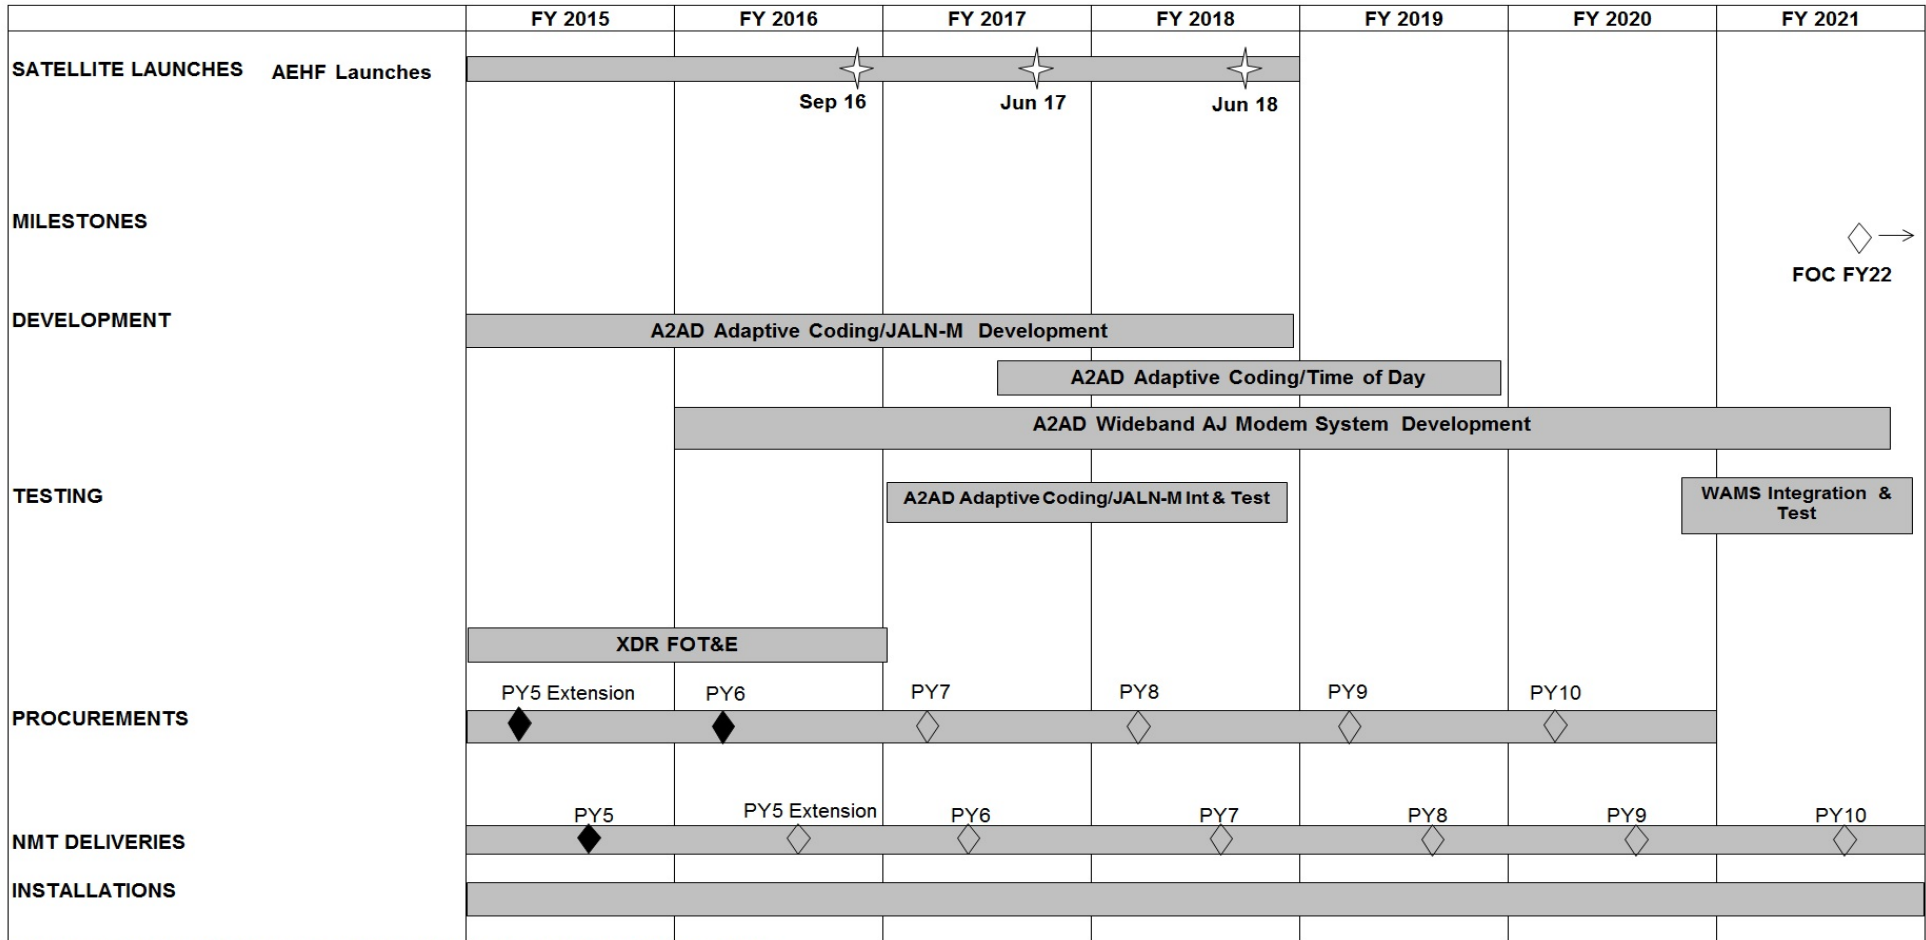 FY 2015 FY 2016 FY 2017 FY 2018 FY 2019 FY 2020 FY 2021
SATELLITE LAUNCHES AEHF Launches
Sep 16 Jun 17 Jun 18
MILESTONES
FOC FY22
DEVELOPMENT
A2AD Adaptive Coding/JALN-M Development
A2AD Adaptive Coding/Time of Day
A2AD Wideband AJ Modem System Development
TESTING
A2AD Adaptive Coding/JALN-M Int & Test
WAMS Integration &
Test
XDR FOT&E
PY5 Extension PY6 PY7 PY8 PY9 PY10
PROCUREMENTS
PY5 PY5 Extension PY6 PY7 PY8 PY9 PY10
NMT DELIVERIES
INSTALLATIONS